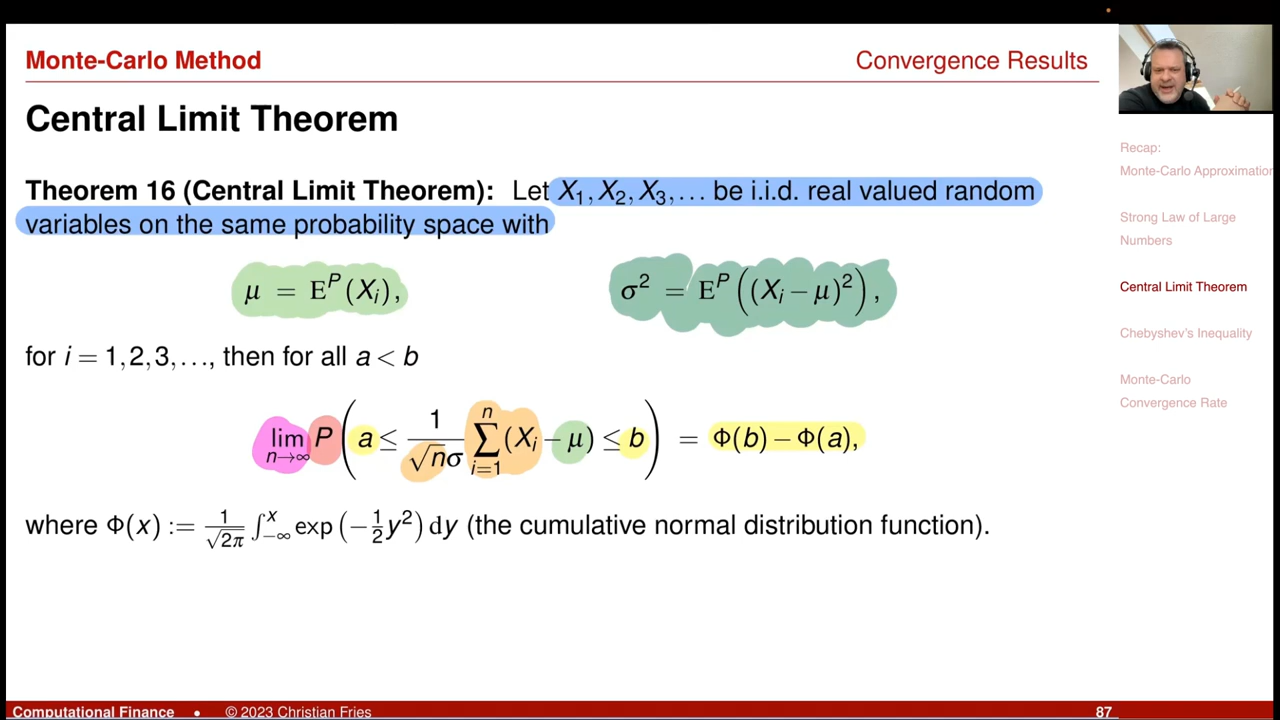 Monte-Carlo Method
Convergence Results
Central Limit Theorem
Theorem 16 (Central Limit Theorem): Let X₁, X₂, X₃, … be i.i.d. real valued random
variables on the same probability space with
μ = Eᴾ(Xᵢ), σ² = Eᴾ((Xᵢ − μ)²),
for i = 1,2,3,…, then for all a < b
lim_{n→∞} P(a ≤ 1/(√nσ) ∑_{i=1}^{n} (Xᵢ − μ) ≤ b) = Φ(b) − Φ(a),
where Φ(x) := 1/√2π ∫_{−∞}^{x} exp(−½y²) dy (the cumulative normal distribution function).
Recap:
Monte-Carlo Approximation
Strong Law of Large
Numbers
Central Limit Theorem
Chebyshev's Inequality
Monte-Carlo
Convergence Rate
Computational Finance • © 2023 Christian Fries
87